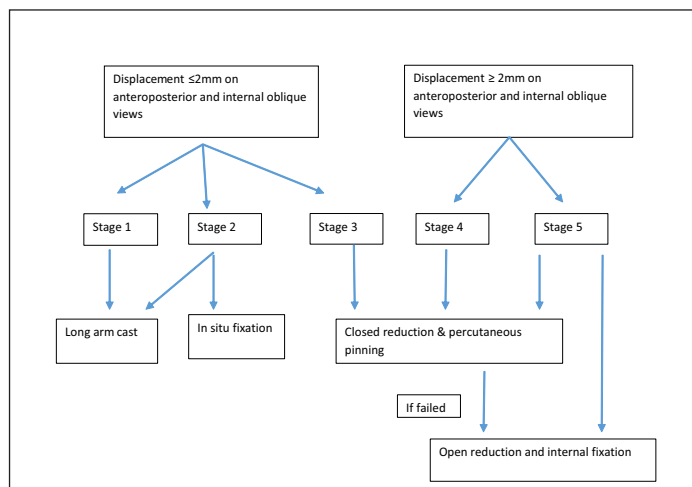 Displacement ≤2mm on
anteroposterior and internal oblique
views
Displacement ≥ 2mm on
anteroposterior and internal oblique
views
Stage 1
Stage 2
Stage 3
Stage 4
Stage 5
Long arm cast
In situ fixation
Closed reduction & percutaneous
pinning
If failed
Open reduction and internal fixation